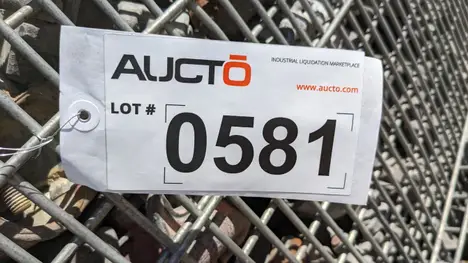 AUCTŌ
INDUSTRIAL LIQUIDATION MARKETPLACE
www.aucto.com
LOT #
0581